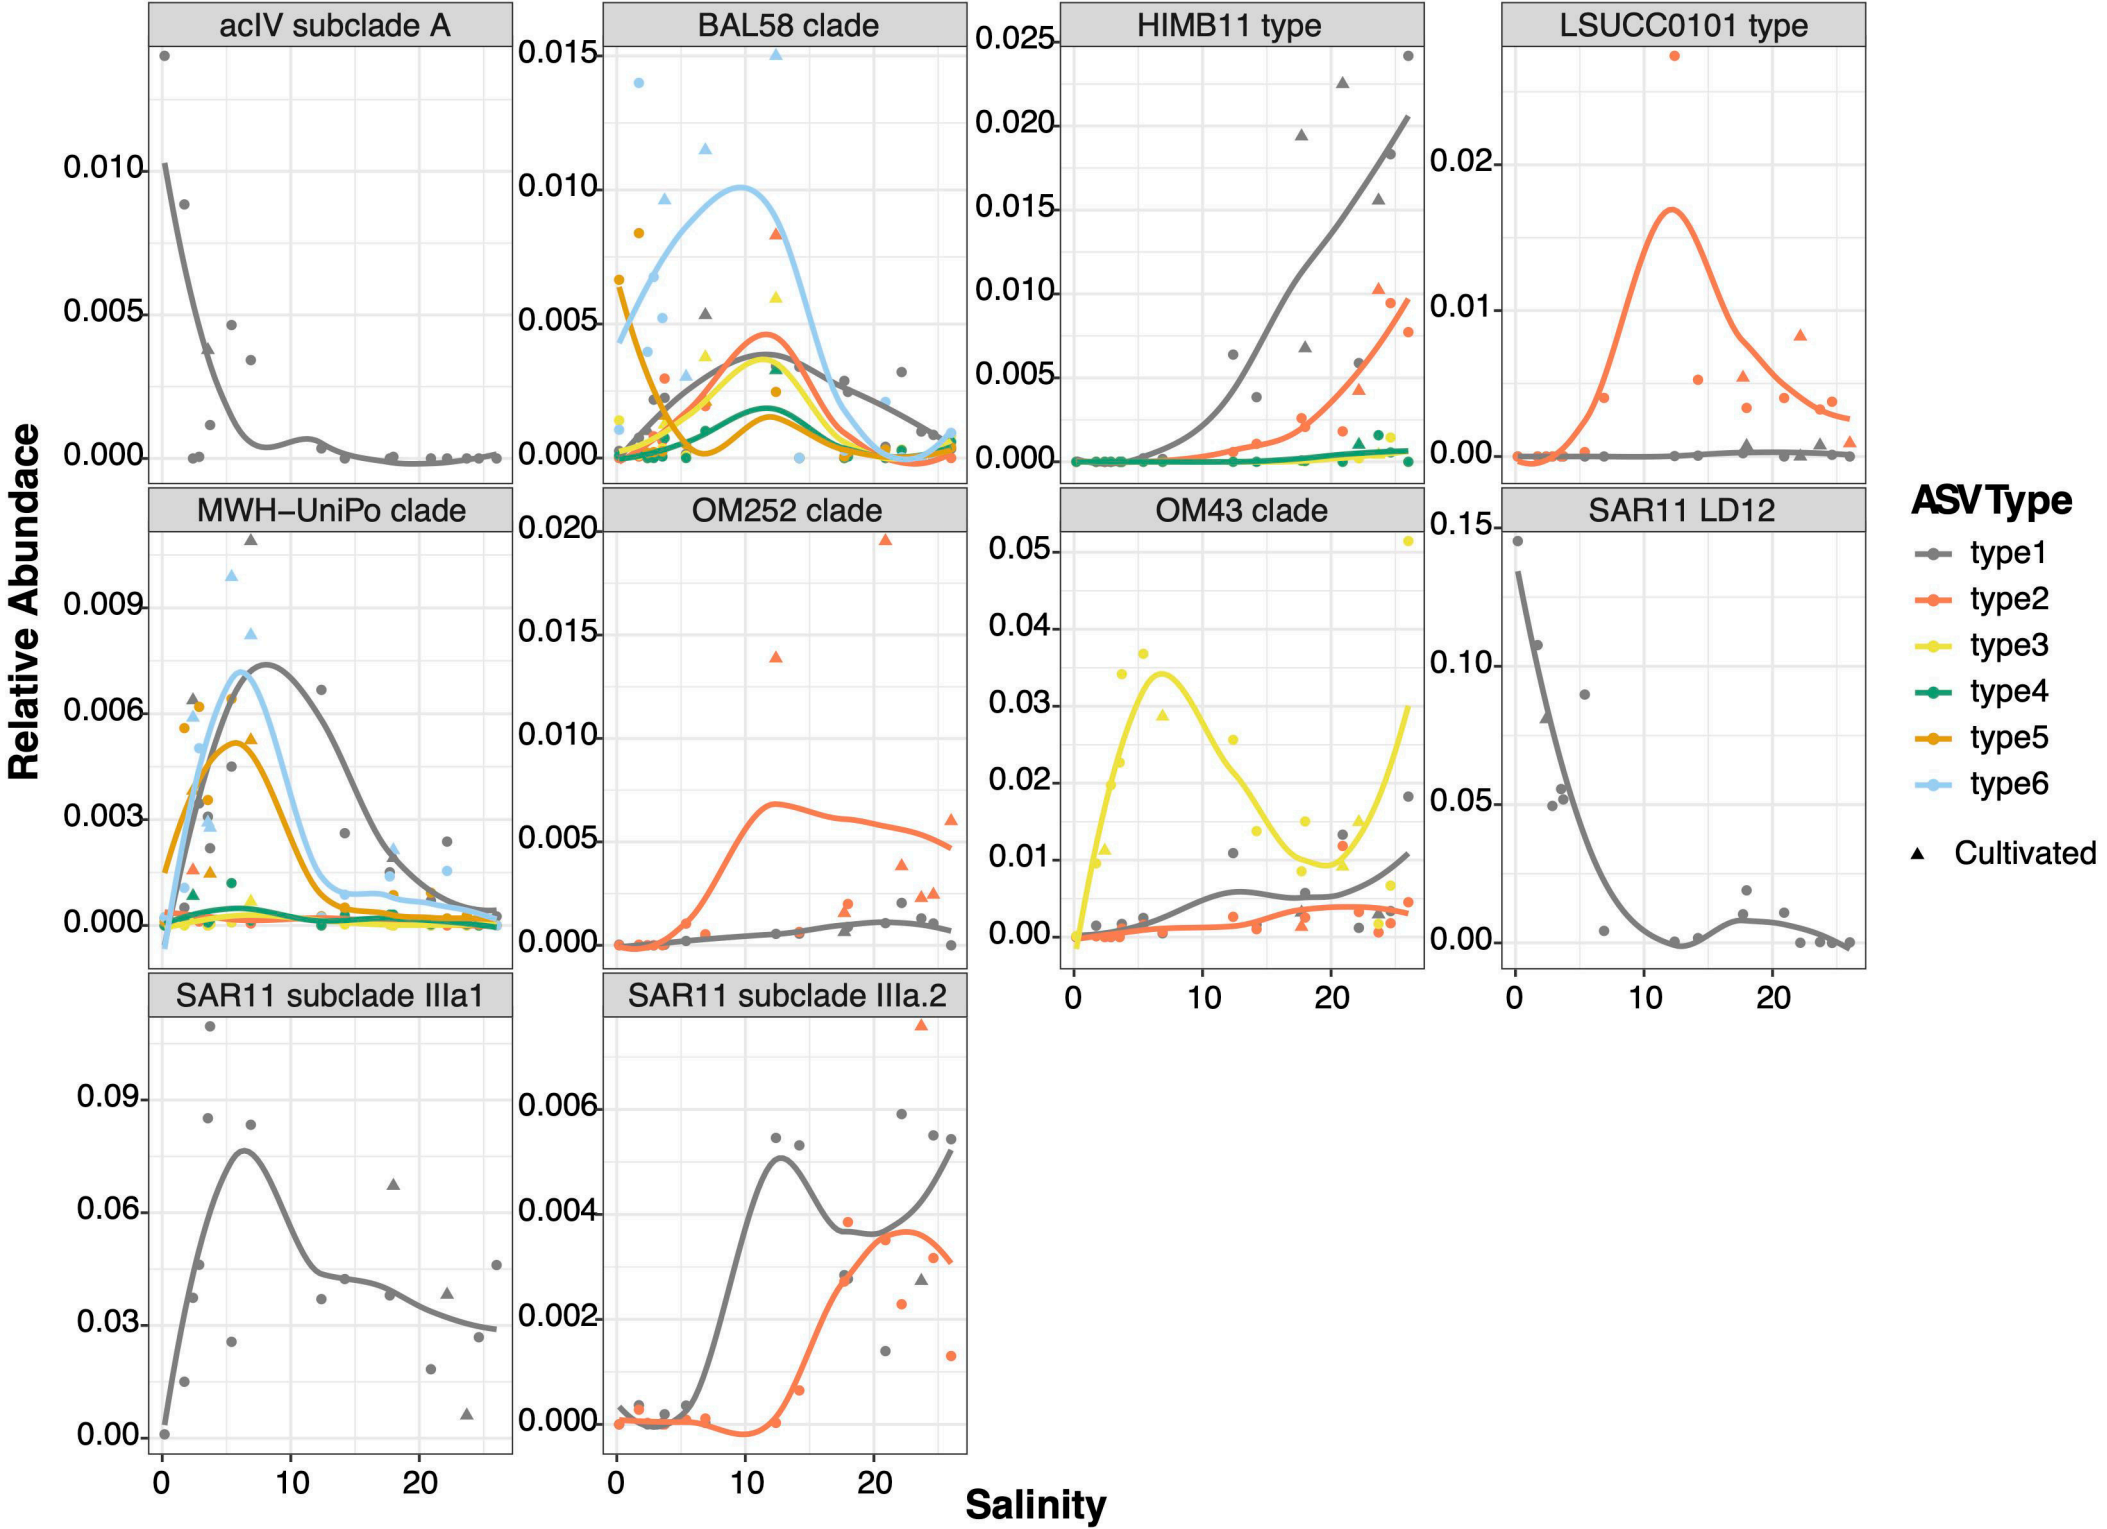 acIV subclade A
BAL58 clade
HIMB11 type
LSUCC0101 type
0.010
0.005
0.000
0.015
0.010
0.005
0.000
0.025
0.020
0.015
0.010
0.005
0.000
0.02
0.01
0.00
MWH–UniPo clade
OM252 clade
OM43 clade
SAR11 LD12
0.009
0.006
0.003
0.000
0.020
0.015
0.010
0.005
0.000
0.05
0.04
0.03
0.02
0.01
0.00
0.15
0.10
0.05
0.00
0 10 20
0 10 20
SAR11 subclade IIIa1
SAR11 subclade IIIa.2
0.09
0.06
0.03
0.00
0.006
0.004
0.002
0.000
0 10 20
0 10 20
Salinity
Relative Abundace
ASV Type
type1
type2
type3
type4
type5
type6
Cultivated